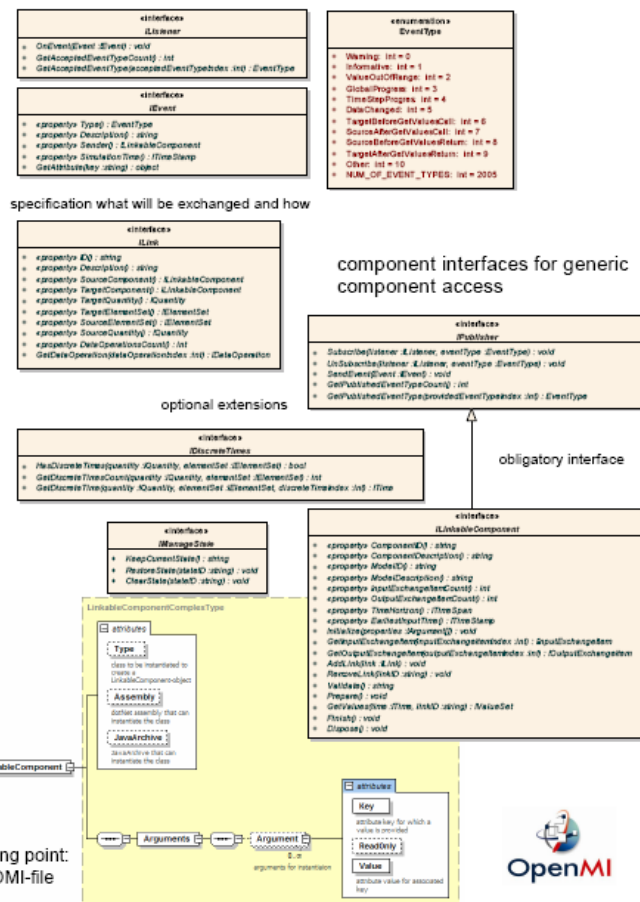 «interface»
IListener
OnEvent(Event :IEvent) : void
GetAcceptedEventTypeCount() : int
GetAcceptedEventType(acceptedEventTypeIndex :int) : EventType
«interface»
IEvent
«property» Type() : EventType
«property» Description() : string
«property» Sender() : ILinkableComponent
«property» SimulationTime() : ITimeStamp
GetAttribute(key :string) : object
«enumeration»
EventType
Warning: int = 0
Informative: int = 1
ValueOutOfRange: int = 2
GlobalProgress: int = 3
TimeStepProgres: int = 4
DataChanged: int = 5
TargetBeforeGetValuesCall: int = 6
SourceAfterGetValuesCall: int = 7
SourceBeforeGetValuesReturn: int = 8
TargetAfterGetValuesReturn: int = 9
Other: int = 10
NUM_OF_EVENT_TYPES: int = 2005
specification what will be exchanged and how
«interface»
ILink
«property» ID() : string
«property» Description() : string
«property» SourceComponent() : ILinkableComponent
«property» TargetComponent() : ILinkableComponent
«property» TargetQuantity() : IQuantity
«property» TargetElementSet() : IElementSet
«property» SourceElementSet() : IElementSet
«property» SourceQuantity() : IQuantity
«property» DataOperationsCount() : int
GetDataOperation(dataOperationIndex :int) : IDataOperation
component interfaces for generic
component access
«interface»
IPublisher
Subscribe(listener :IListener, eventType :EventType) : void
UnSubscribe(listener :IListener, eventType :EventType) : void
SendEvent(Event :IEvent) : void
GetPublishedEventTypeCount() : int
GetPublishedEventType(providedEventTypeIndex :int) : EventType
optional extensions
«interface»
IDiscreteTimes
HasDiscreteTimes(quantity :IQuantity, elementSet :IElementSet) : bool
GetDiscreteTimesCount(quantity :IQuantity, elementSet :IElementSet) : int
GetDiscreteTime(quantity :IQuantity, elementSet :IElementSet, discreteTimeIndex :int) : ITime
obligatory interface
«interface»
IManageState
KeepCurrentState() : string
RestoreState(stateID :string) : void
ClearState(stateID :string) : void
«interface»
ILinkableComponent
«property» ComponentID() : string
«property» ComponentDescription() : string
«property» ModelID() : string
«property» ModelDescription() : string
«property» InputExchangeItemCount() : int
«property» OutputExchangeItemCount() : int
«property» TimeHorizon() : ITimeSpan
«property» EarliestInputTime() : ITimeStamp
Initialize(properties :IArgument[]) : void
GetInputExchangeItem(inputExchangeItemIndex :int) : IInputExchangeItem
GetOutputExchangeItem(outputExchangeItemIndex :int) : IOutputExchangeItem
AddLink(link :ILink) : void
RemoveLink(linkID :string) : void
Validate() : string
Prepare() : void
GetValues(time :ITime, linkID :string) : IValueSet
Finish() : void
Dispose() : void
LinkableComponentComplexType
attributes
Type
class to be instantiated to
create a
LinkableComponent-object
Assembly
dotNet assembly that can
instantiate the class
JavaArchive
JavaArchive that can
instantiate the class
ableComponent
Arguments
Argument
0..∞
arguments for instantiation
attributes
Key
attribute key for which a
value is provided
ReadOnly
Value
attribute value for associated
key
ng point:
OMI-file
OpenMI